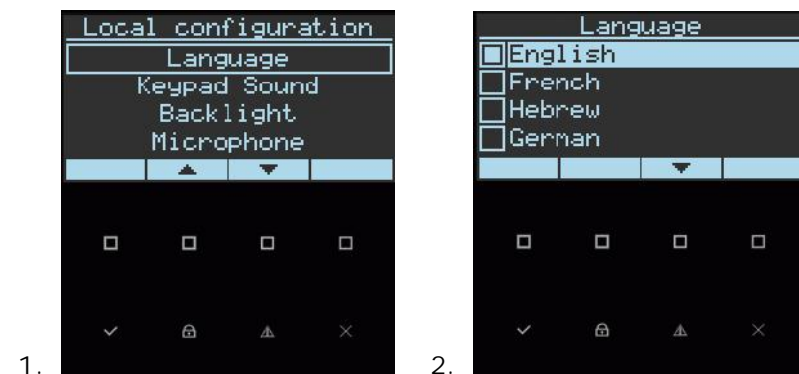 Local configuration
Language
Keypad Sound
Backlight
Microphone
1.
Language
English
French
Hebrew
German
2.